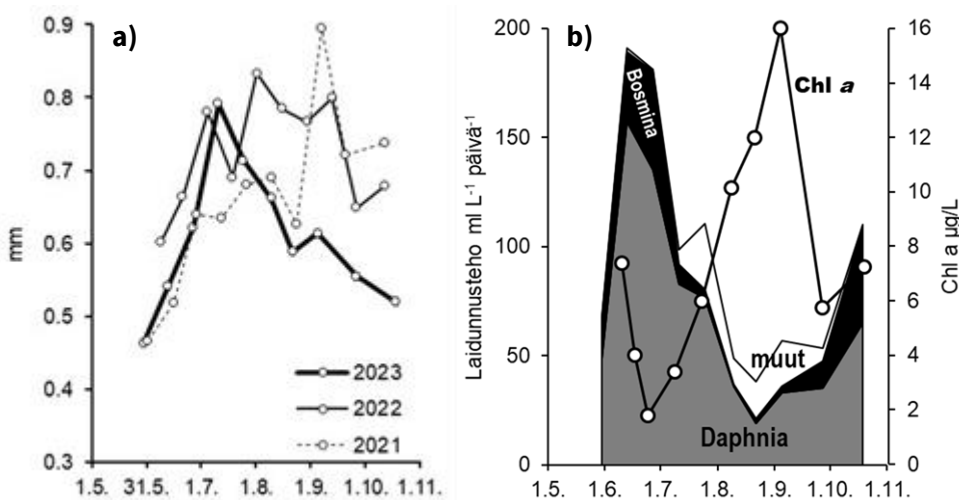 a)
0.9
0.8
0.7
0.6
0.5
0.4
0.3
mm
2023
2022
2021
1.5. 31.5. 1.7. 1.8. 1.9. 1.10. 1.11.
b)
200
150
100
50
0
Laidunnusteho ml L⁻¹ päivä⁻¹
Bosmina
Chl a
muut
Daphnia
16
14
12
10
8
6
4
2
0
Chl a µg/L
1.5. 1.6. 1.7. 1.8. 1.9. 1.10. 1.11.